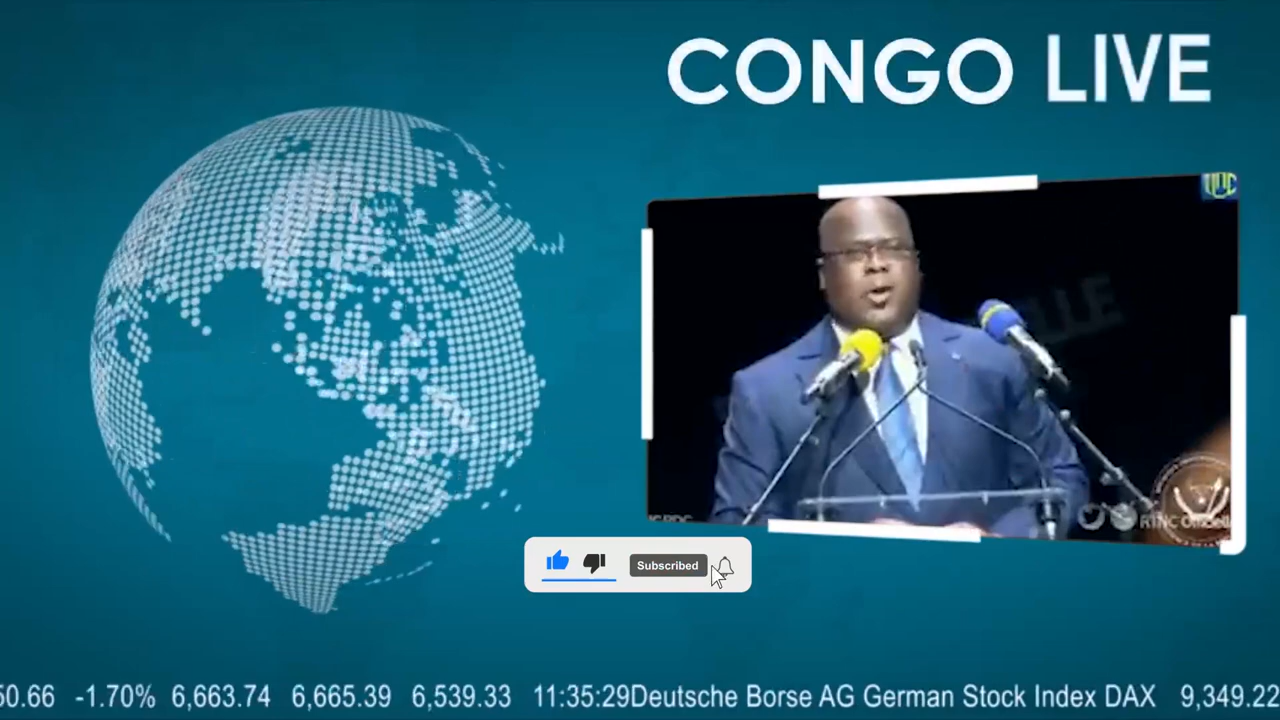 CONGO LIVE
Subscribed
50.66 -1.70% 6,663.74 6,665.39 6,539.33 11:35:29Deutsche Borse AG German Stock Index DAX 9,349.22